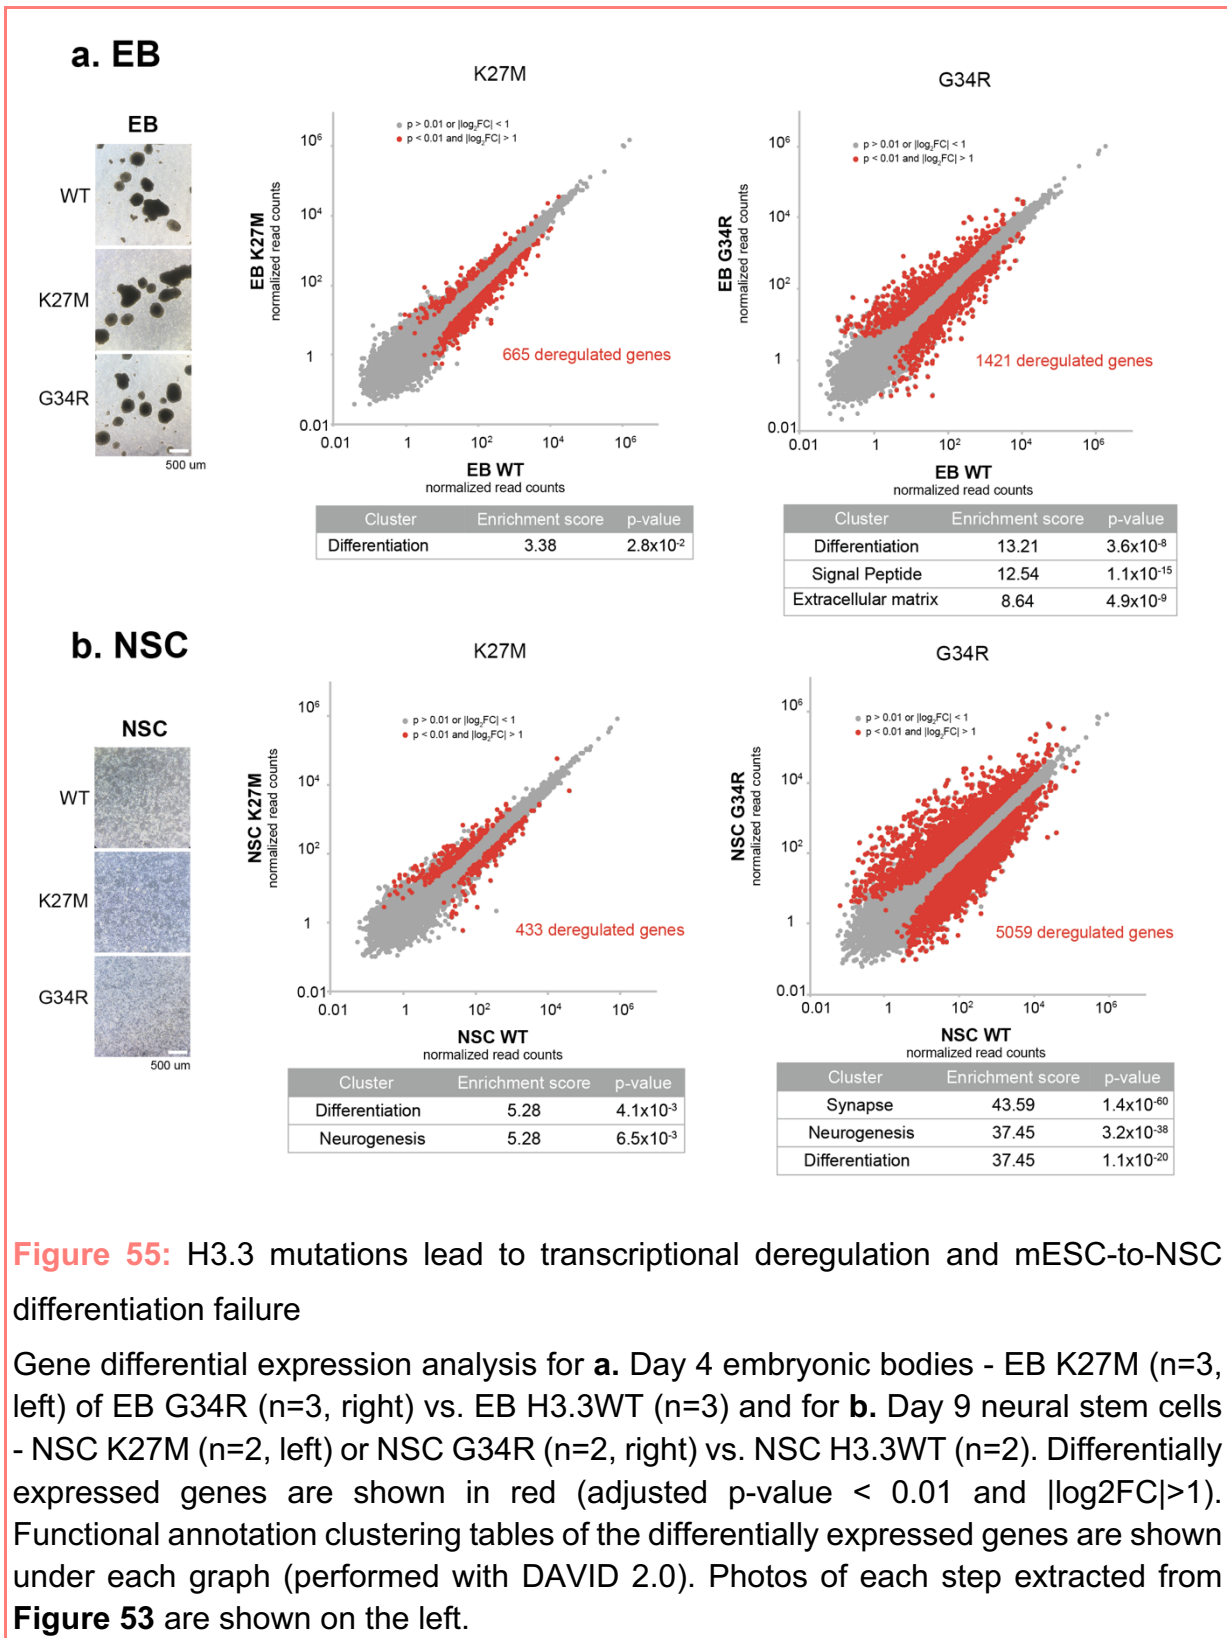 a. EB
EB
WT
K27M
G34R
500 um
K27M
p > 0.01 or |log₂FC| < 1
p < 0.01 and |log₂FC| > 1
10⁶
10⁴
10²
1
0.01
EB K27M
normalized read counts
665 deregulated genes
0.01 1 10² 10⁴ 10⁶
EB WT
normalized read counts
Cluster Enrichment score p-value
Differentiation 3.38 2.8x10⁻²
G34R
p > 0.01 or |log₂FC| < 1
p < 0.01 and |log₂FC| > 1
10⁶
10⁴
10²
1
0.01
EB G34R
normalized read counts
1421 deregulated genes
0.01 1 10² 10⁴ 10⁶
EB WT
normalized read counts
Cluster Enrichment score p-value
Differentiation 13.21 3.6x10⁻⁸
Signal Peptide 12.54 1.1x10⁻¹⁵
Extracellular matrix 8.64 4.9x10⁻⁹
b. NSC
NSC
WT
K27M
G34R
500 um
K27M
p > 0.01 or |log₂FC| < 1
p < 0.01 and |log₂FC| > 1
10⁶
10⁴
10²
1
0.01
NSC K27M
normalized read counts
433 deregulated genes
0.01 1 10² 10⁴ 10⁶
NSC WT
normalized read counts
Cluster Enrichment score p-value
Differentiation 5.28 4.1x10⁻³
Neurogenesis 5.28 6.5x10⁻³
G34R
p > 0.01 or |log₂FC| < 1
p < 0.01 and |log₂FC| > 1
10⁶
10⁴
10²
1
0.01
NSC G34R
normalized read counts
5059 deregulated genes
0.01 1 10² 10⁴ 10⁶
NSC WT
normalized read counts
Cluster Enrichment score p-value
Synapse 43.59 1.4x10⁻⁶⁰
Neurogenesis 37.45 3.2x10⁻³⁸
Differentiation 37.45 1.1x10⁻²⁰
Figure 55: H3.3 mutations lead to transcriptional deregulation and mESC-to-NSC
differentiation failure
Gene differential expression analysis for a. Day 4 embryonic bodies - EB K27M (n=3,
left) of EB G34R (n=3, right) vs. EB H3.3WT (n=3) and for b. Day 9 neural stem cells
- NSC K27M (n=2, left) or NSC G34R (n=2, right) vs. NSC H3.3WT (n=2). Differentially
expressed genes are shown in red (adjusted p-value < 0.01 and |log2FC|>1).
Functional annotation clustering tables of the differentially expressed genes are shown
under each graph (performed with DAVID 2.0). Photos of each step extracted from
Figure 53 are shown on the left.